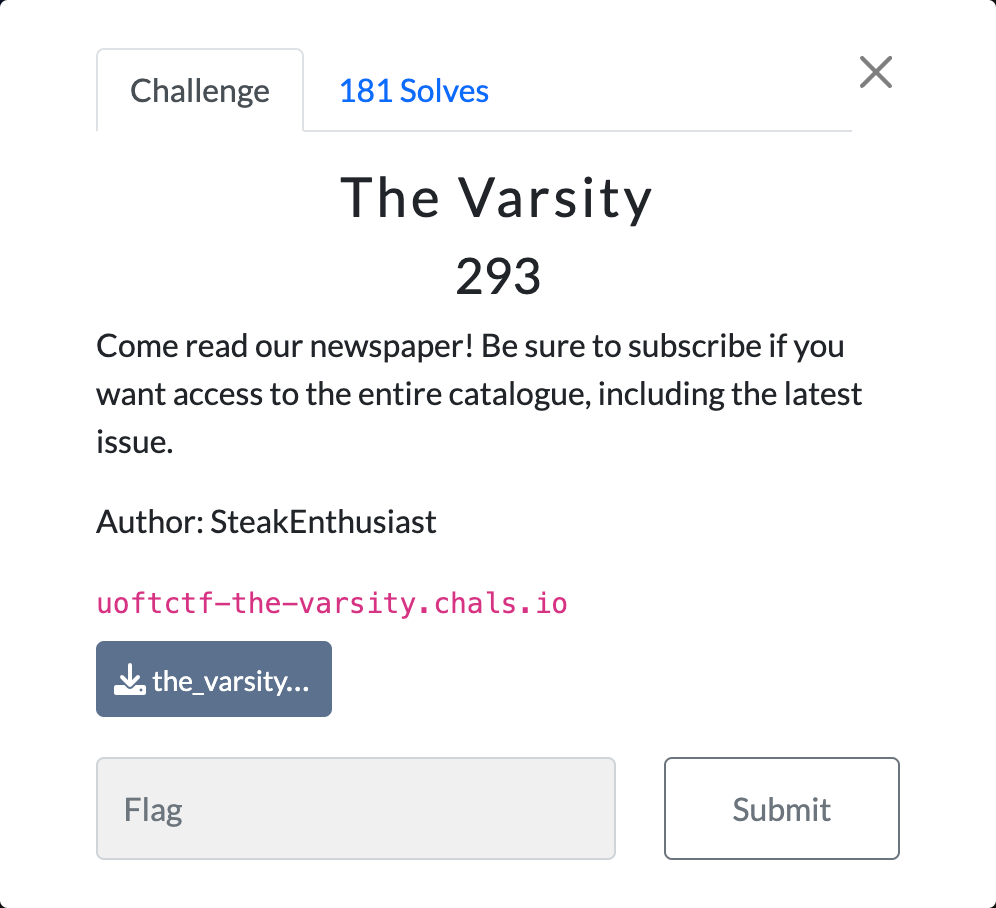 Challenge
181 Solves
The Varsity
293
Come read our newspaper! Be sure to subscribe if you
want access to the entire catalogue, including the latest
issue.
Author: SteakEnthusiast
uoftctf-the-varsity.chals.io
the_varsity...
Flag
Submit